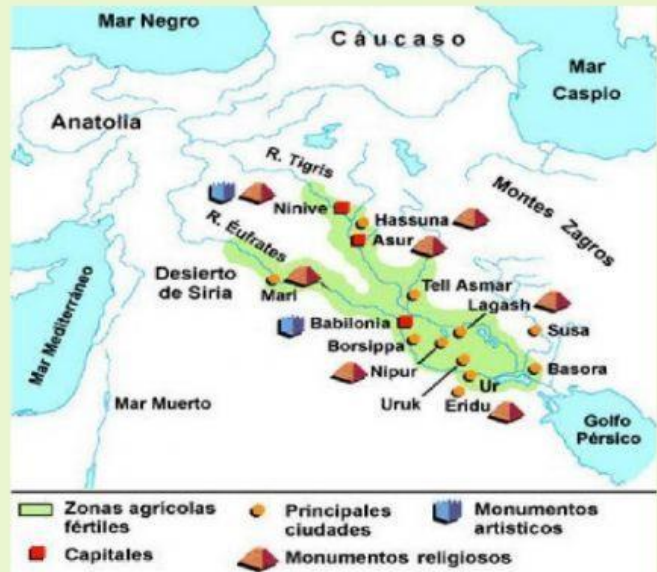 Mar Negro
Cáucaso
Mar
Caspio
Anatolia
R. Tigris
Ninive
Hassuna
Asur
Montes Zagros
R. Éufrates
Desierto
de Siria
Mari
Tell Asmar
Lagash
Mar Mediterráneo
Babilonia
Susa
Borsippa
Nipur
Basora
Ur
Uruk
Eridu
Mar Muerto
Golfo
Pérsico
Zonas agrícolas
fértiles
Principales
ciudades
Monumentos
artísticos
Capitales
Monumentos religiosos